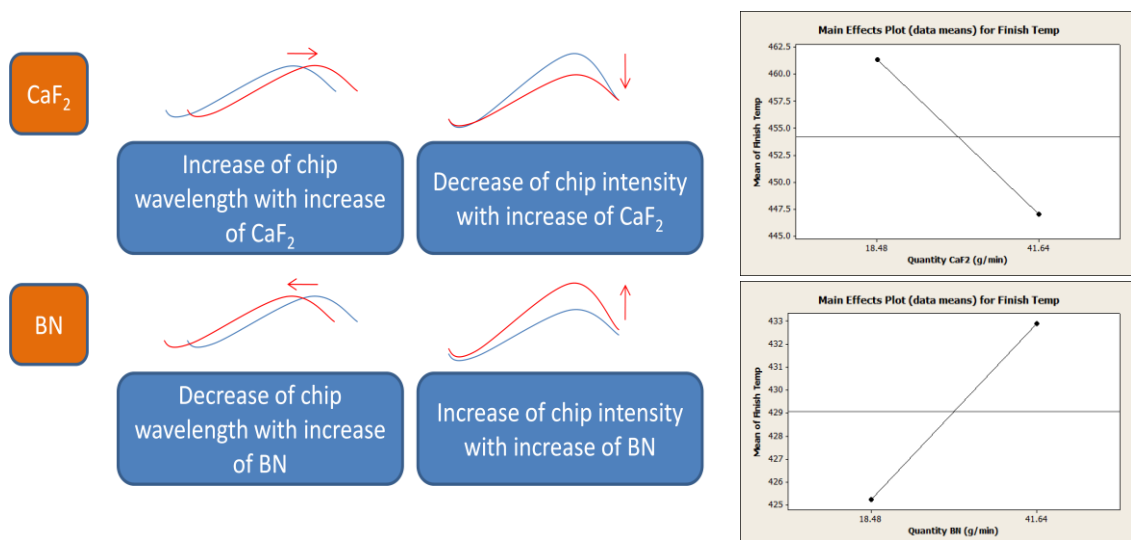 CaF₂
Increase of chip
wavelength with increase
of CaF₂
Decrease of chip intensity
with increase of CaF₂
BN
Decrease of chip
wavelength with increase
of BN
Increase of chip intensity
with increase of BN
Main Effects Plot (data means) for Finish Temp
Mean of Finish Temp
462.5
460.0
457.5
455.0
452.5
450.0
447.5
445.0
18.48
41.64
Quantity CaF2 (g/min)
Main Effects Plot (data means) for Finish Temp
Mean of Finish Temp
433
432
431
430
429
428
427
426
425
18.48
41.64
Quantity BN (g/min)